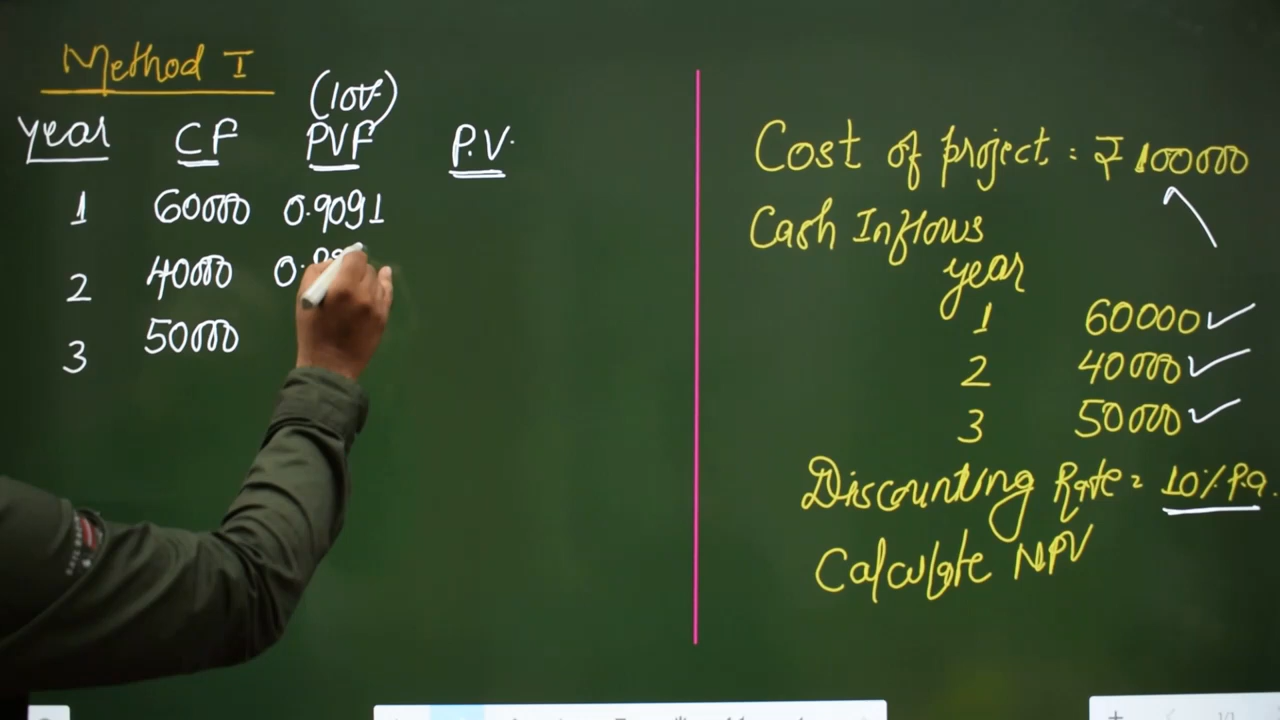 Method I
(10%)
year CF PVF P.V.
1 60000 0.9091
2 40000
3 50000
Cost of project = ₹ 100000
Cash Inflows
year
1 60000
2 40000
3 50000
Discounting Rate = 10% P.a.
Calculate NPV